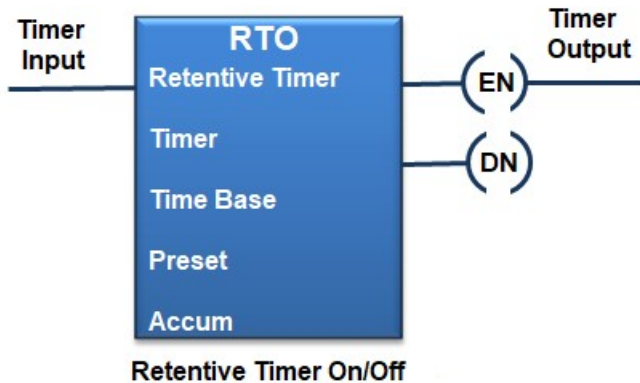 Timer
Input
RTO
Retentive Timer
Timer
Time Base
Preset
Accum
EN
DN
Timer
Output
Retentive Timer On/Off